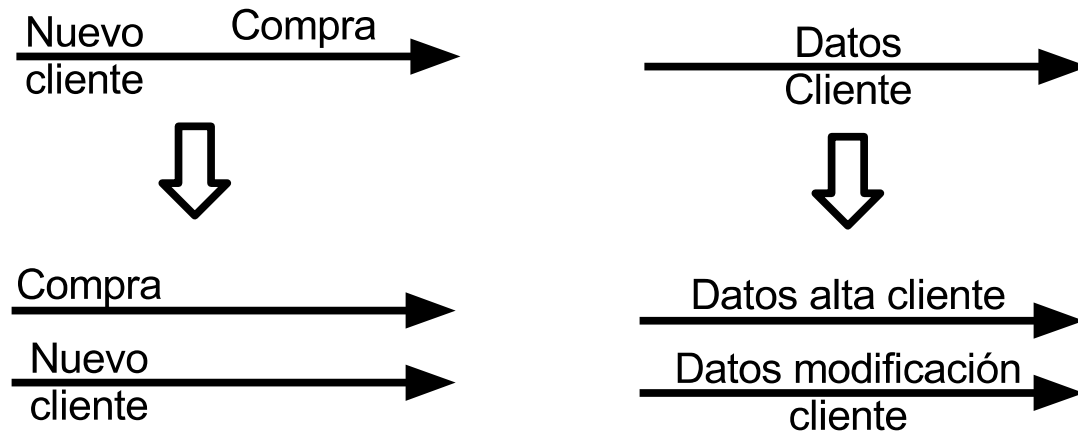 Nuevo
cliente
Compra
Datos
Cliente
Compra
Nuevo
cliente
Datos alta cliente
Datos modificación
cliente